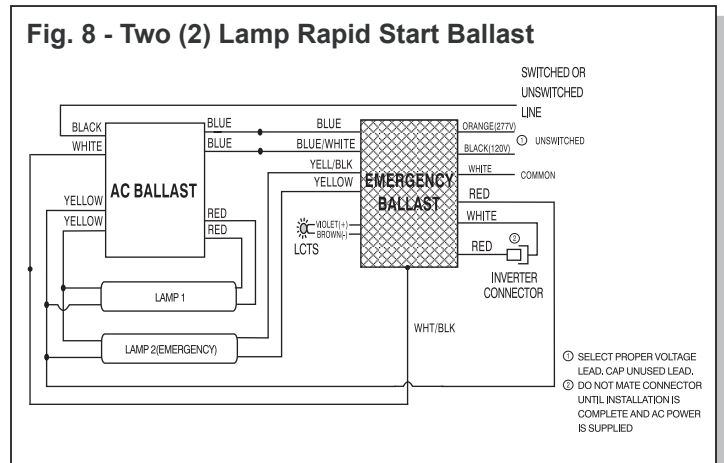 Fig. 8 - Two (2) Lamp Rapid Start Ballast
SWITCHED OR
UNSWITCHED
LINE
BLACK
WHITE
BLUE
BLUE
BLUE
BLUE/WHITE
YELL/BLK
YELLOW
AC BALLAST
YELLOW
YELLOW
RED
RED
EMERGENCY
BALLAST
ORANGE(277V)
① UNSWITCHED
BLACK(120V)
WHITE
COMMON
RED
WHITE
RED
②
INVERTER
CONNECTOR
VIOLET(+)
BROWN(-)
LCTS
LAMP 1
LAMP 2(EMERGENCY)
WHT/BLK
① SELECT PROPER VOLTAGE
LEAD. CAP UNUSED LEAD.
② DO NOT MATE CONNECTOR
UNTIL INSTALLATION IS
COMPLETE AND AC POWER
IS SUPPLIED